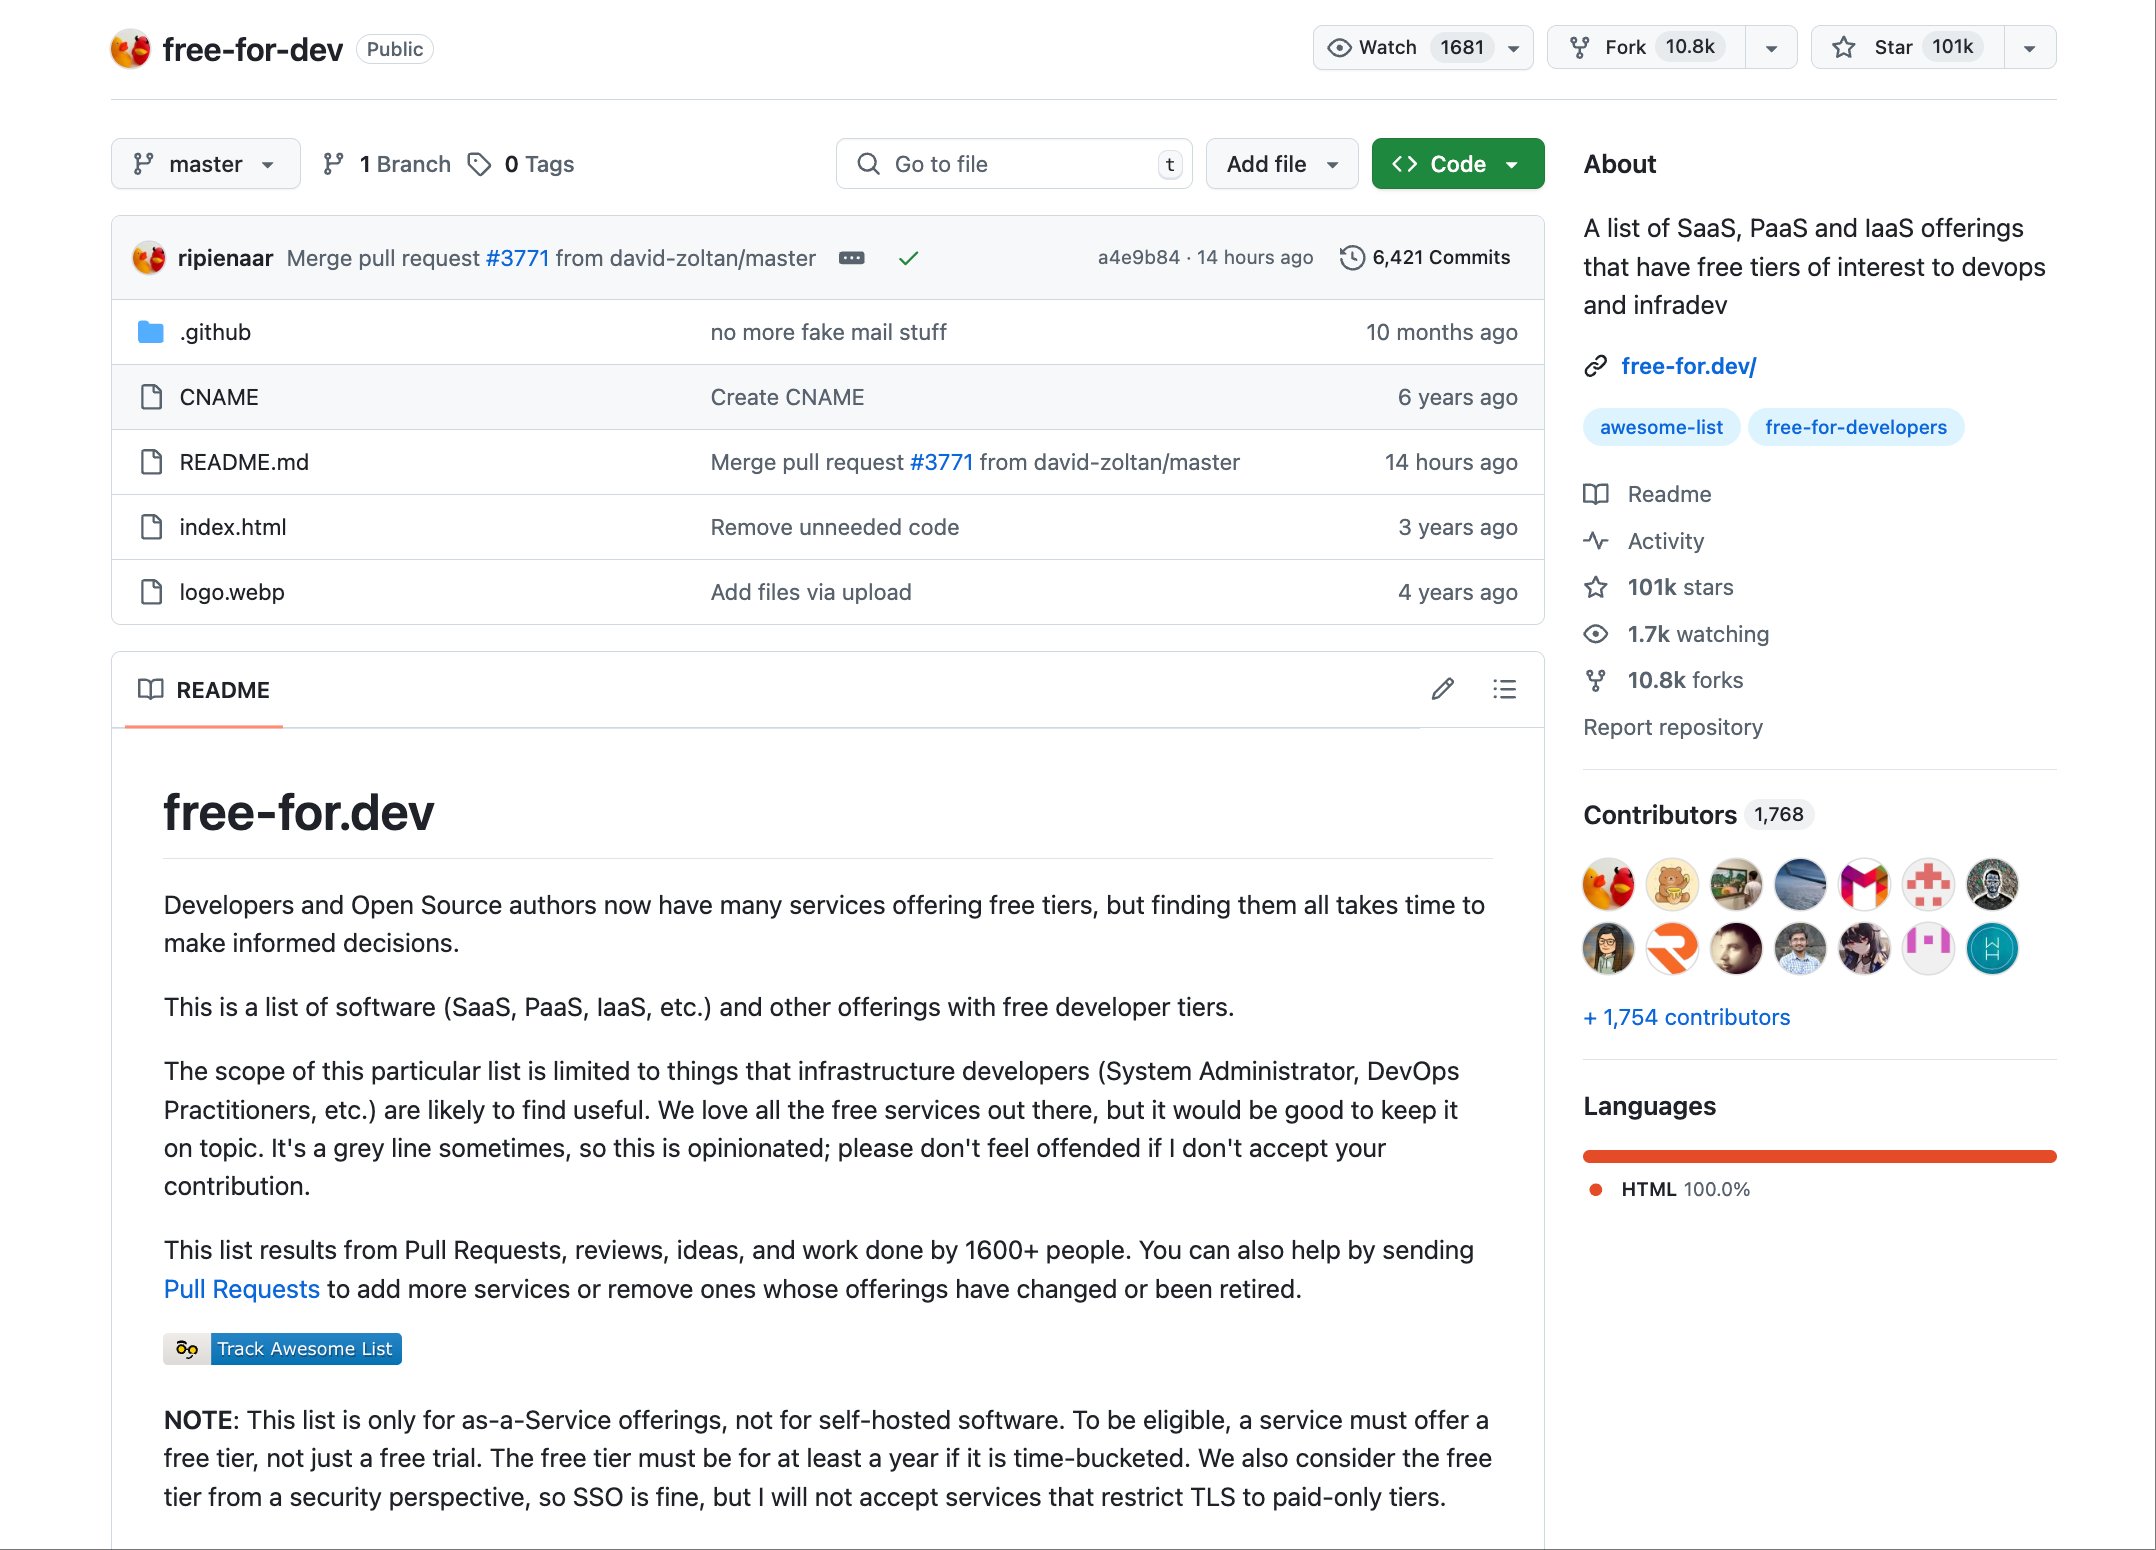 free-for-dev Public Watch 1681 Fork 10.8k Star 101k
master 1 Branch 0 Tags Go to file t Add file Code
ripienaar Merge pull request #3771 from david-zoltan/master a4e9b84 · 14 hours ago 6,421 Commits
.github no more fake mail stuff 10 months ago
CNAME Create CNAME 6 years ago
README.md Merge pull request #3771 from david-zoltan/master 14 hours ago
index.html Remove unneeded code 3 years ago
logo.webp Add files via upload 4 years ago
README
free-for.dev
Developers and Open Source authors now have many services offering free tiers, but finding them all takes time to
make informed decisions.
This is a list of software (SaaS, PaaS, IaaS, etc.) and other offerings with free developer tiers.
The scope of this particular list is limited to things that infrastructure developers (System Administrator, DevOps
Practitioners, etc.) are likely to find useful. We love all the free services out there, but it would be good to keep it
on topic. It's a grey line sometimes, so this is opinionated; please don't feel offended if I don't accept your
contribution.
This list results from Pull Requests, reviews, ideas, and work done by 1600+ people. You can also help by sending
Pull Requests to add more services or remove ones whose offerings have changed or been retired.
Track Awesome List
NOTE: This list is only for as-a-Service offerings, not for self-hosted software. To be eligible, a service must offer a
free tier, not just a free trial. The free tier must be for at least a year if it is time-bucketed. We also consider the free
tier from a security perspective, so SSO is fine, but I will not accept services that restrict TLS to paid-only tiers.
About
A list of SaaS, PaaS and IaaS offerings
that have free tiers of interest to devops
and infradev
free-for.dev/
awesome-list free-for-developers
Readme
Activity
101k stars
1.7k watching
10.8k forks
Report repository
Contributors 1,768
+ 1,754 contributors
Languages
HTML 100.0%